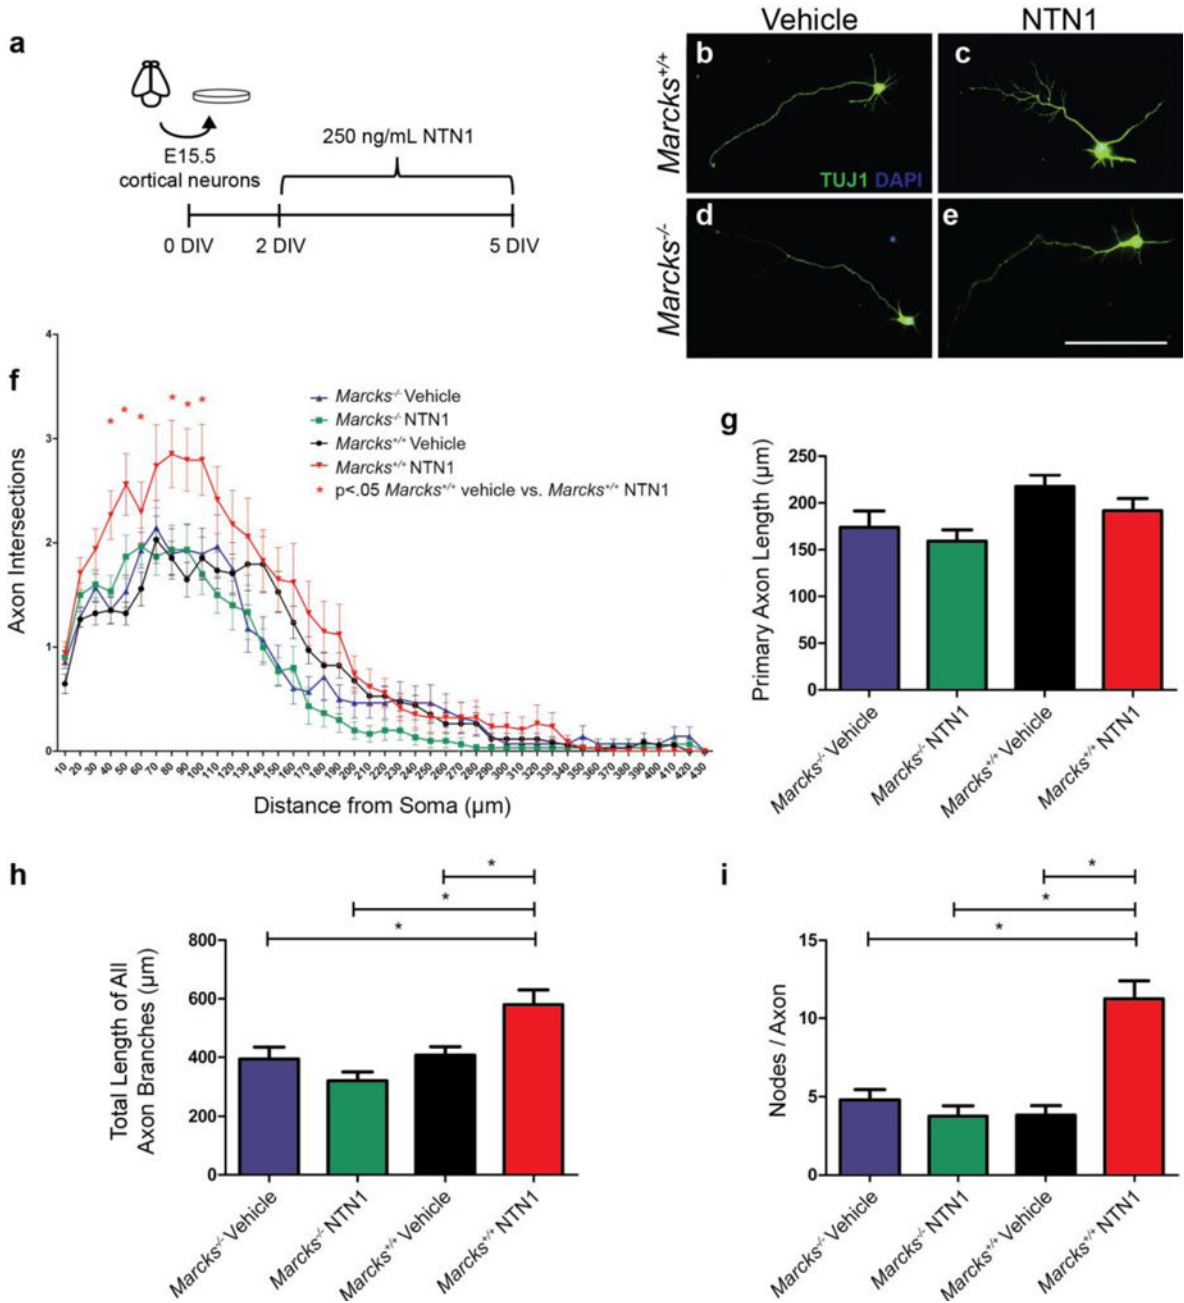 a
E15.5
cortical neurons
250 ng/mL NTN1
0 DIV
2 DIV
5 DIV
Vehicle
NTN1
Marcks+/+
Marcks-/-
b
c
TUJ1 DAPI
d
e
f
Axon Intersections
4
3
2
1
0
10 20 30 40 50 60 70 80 90 100 110 120 130 140 150 160 170 180 190 200 210 220 230 240 250 260 270 280 290 300 310 320 330 340 350 360 370 380 390 400 410 420 430
Distance from Soma (µm)
Marcks-/- Vehicle
Marcks-/- NTN1
Marcks+/+ Vehicle
Marcks+/+ NTN1
* p<.05 Marcks+/+ vehicle vs. Marcks+/+ NTN1
g
Primary Axon Length (µm)
250
200
150
100
50
0
Marcks-/- Vehicle
Marcks-/- NTN1
Marcks+/+ Vehicle
Marcks+/+ NTN1
h
*
*
*
Total Length of All
Axon Branches (µm)
800
600
400
200
0
Marcks-/- Vehicle
Marcks-/- NTN1
Marcks+/+ Vehicle
Marcks+/+ NTN1
i
*
*
*
Nodes / Axon
15
10
5
0
Marcks-/- Vehicle
Marcks-/- NTN1
Marcks+/+ Vehicle
Marcks+/+ NTN1